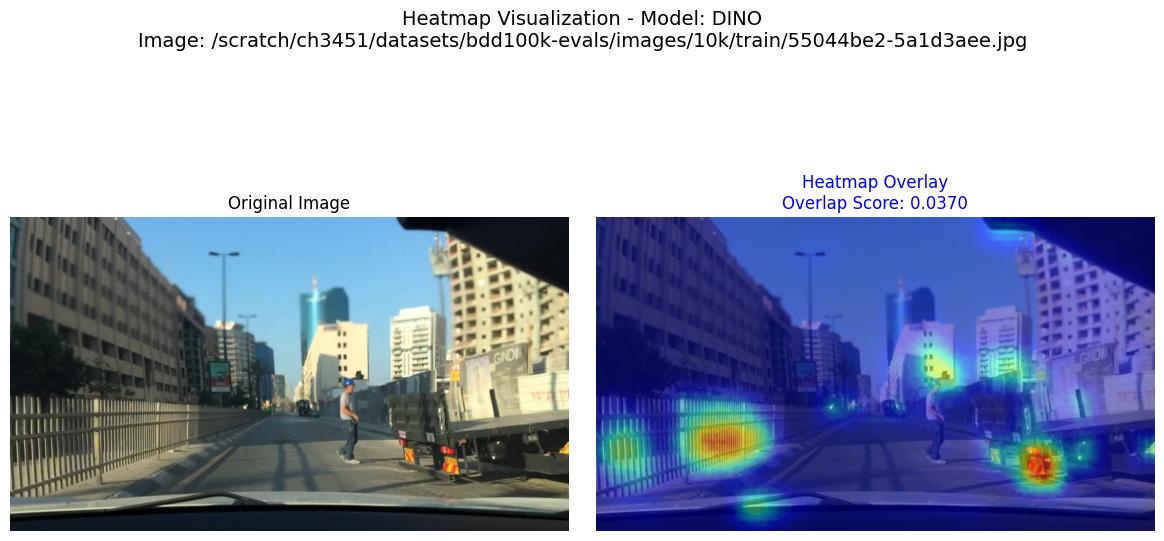 Heatmap Visualization - Model: DINO
Image: /scratch/ch3451/datasets/bdd100k-evals/images/10k/train/55044be2-5a1d3aee.jpg
Original Image
Heatmap Overlay
Overlap Score: 0.0370
GINDI